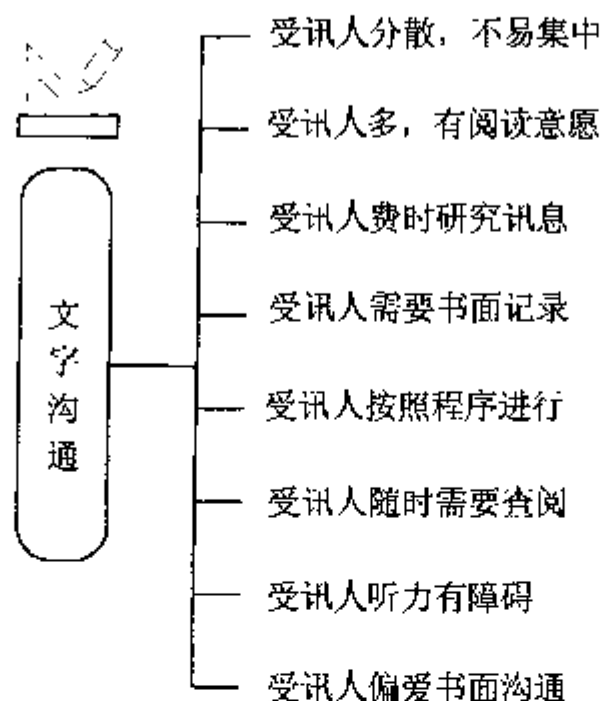 受讯人分散，不易集中
受讯人多，有阅读意愿
受讯人费时研究讯息
受讯人需要书面记录
文字沟通
受讯人按照程序进行
受讯人随时需要查阅
受讯人听力有障碍
受讯人偏爱书面沟通